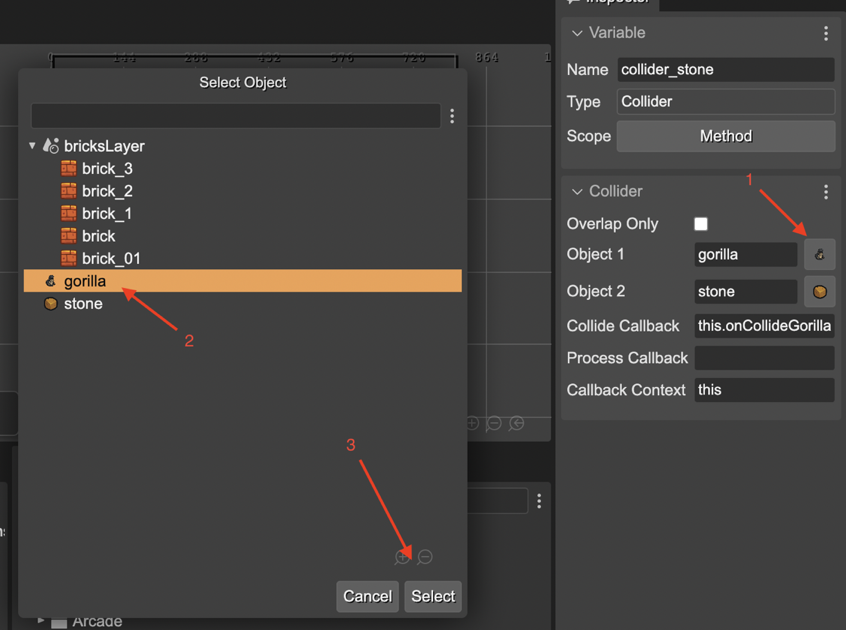 Inspector
Variable
Name collider_stone
Type Collider
Scope Method
Collider
1
Overlap Only
Object 1 gorilla
Object 2 stone
Collide Callback this.onCollideGorilla
Process Callback
Callback Context this
0 144 288 432 576 720 864 1
Select Object
bricksLayer
brick_3
brick_2
brick_1
brick
brick_01
gorilla
stone
2
3
Cancel Select
Arcade